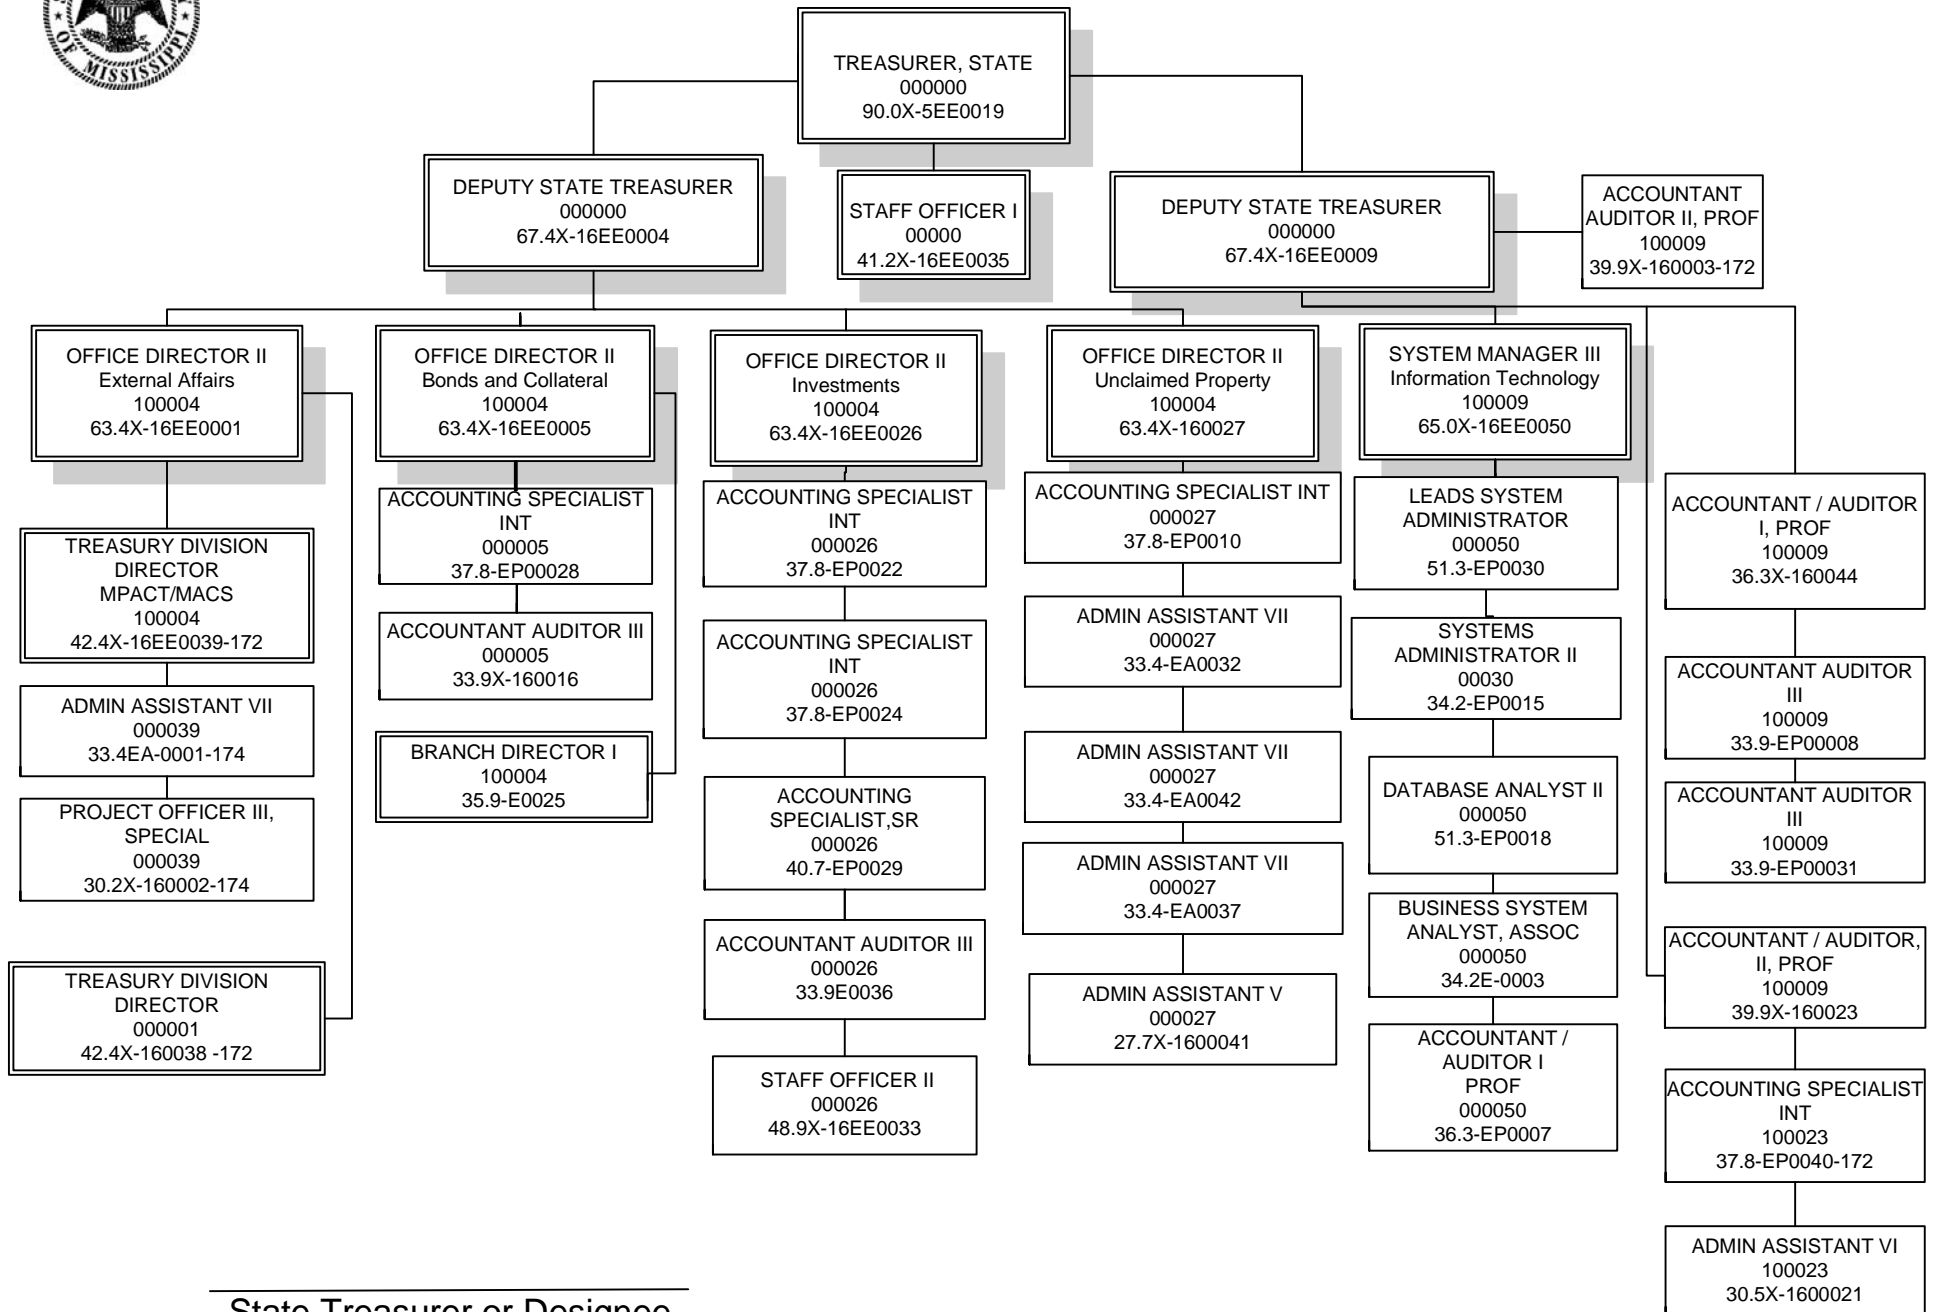 OF MISSISSIPPI
TREASURER, STATE
000000
90.0X-5EE0019
DEPUTY STATE TREASURER
000000
67.4X-16EE0004
STAFF OFFICER I
00000
41.2X-16EE0035
DEPUTY STATE TREASURER
000000
67.4X-16EE0009
ACCOUNTANT
AUDITOR II, PROF
100009
39.9X-160003-172
OFFICE DIRECTOR II
External Affairs
100004
63.4X-16EE0001
OFFICE DIRECTOR II
Bonds and Collateral
100004
63.4X-16EE0005
OFFICE DIRECTOR II
Investments
100004
63.4X-16EE0026
OFFICE DIRECTOR II
Unclaimed Property
100004
63.4X-160027
SYSTEM MANAGER III
Information Technology
100009
65.0X-16EE0050
TREASURY DIVISION
DIRECTOR
MPACT/MACS
100004
42.4X-16EE0039-172
ADMIN ASSISTANT VII
000039
33.4EA-0001-174
PROJECT OFFICER III,
SPECIAL
000039
30.2X-160002-174
TREASURY DIVISION
DIRECTOR
000001
42.4X-160038 -172
ACCOUNTING SPECIALIST
INT
000005
37.8-EP00028
ACCOUNTANT AUDITOR III
000005
33.9X-160016
BRANCH DIRECTOR I
100004
35.9-E0025
ACCOUNTING SPECIALIST
INT
000026
37.8-EP0022
ACCOUNTING SPECIALIST
INT
000026
37.8-EP0024
ACCOUNTING
SPECIALIST,SR
000026
40.7-EP0029
ACCOUNTANT AUDITOR III
000026
33.9E0036
STAFF OFFICER II
000026
48.9X-16EE0033
ACCOUNTING SPECIALIST INT
000027
37.8-EP0010
ADMIN ASSISTANT VII
000027
33.4-EA0032
ADMIN ASSISTANT VII
000027
33.4-EA0042
ADMIN ASSISTANT VII
000027
33.4-EA0037
ADMIN ASSISTANT V
000027
27.7X-1600041
LEADS SYSTEM
ADMINISTRATOR
000050
51.3-EP0030
SYSTEMS
ADMINISTRATOR II
00030
34.2-EP0015
DATABASE ANALYST II
000050
51.3-EP0018
BUSINESS SYSTEM
ANALYST, ASSOC
000050
34.2E-0003
ACCOUNTANT /
AUDITOR I
PROF
000050
36.3-EP0007
ACCOUNTANT / AUDITOR
I, PROF
100009
36.3X-160044
ACCOUNTANT AUDITOR
III
100009
33.9-EP00008
ACCOUNTANT AUDITOR
III
100009
33.9-EP00031
ACCOUNTANT / AUDITOR,
II, PROF
100009
39.9X-160023
ACCOUNTING SPECIALIST
INT
100023
37.8-EP0040-172
ADMIN ASSISTANT VI
100023
30.5X-1600021
State Treasurer or Designee